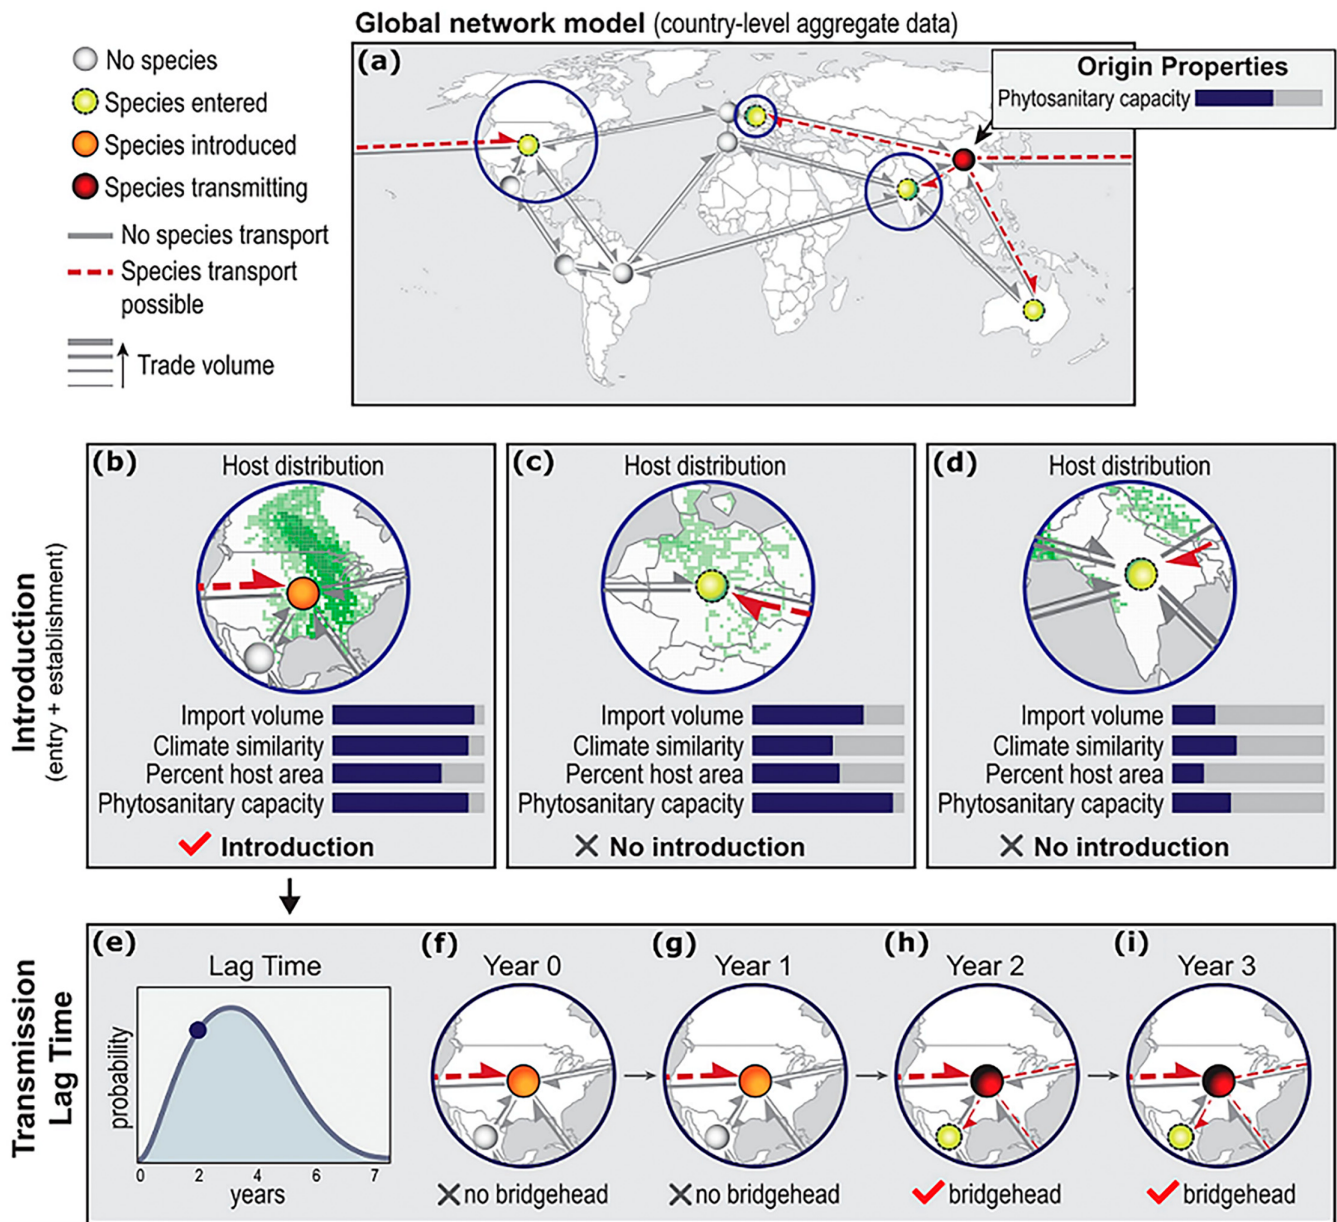 Global network model (country-level aggregate data)
No species
Species entered
Species introduced
Species transmitting
No species transport
Species transport
possible
Trade volume
(a)
Origin Properties
Phytosanitary capacity
Introduction
(entry + establishment)
(b)
Host distribution
Import volume
Climate similarity
Percent host area
Phytosanitary capacity
Introduction
(c)
Host distribution
Import volume
Climate similarity
Percent host area
Phytosanitary capacity
No introduction
(d)
Host distribution
Import volume
Climate similarity
Percent host area
Phytosanitary capacity
No introduction
Transmission
Lag Time
(e)
Lag Time
probability
0 2 4 6 7
years
(f)
Year 0
no bridgehead
(g)
Year 1
no bridgehead
(h)
Year 2
bridgehead
(i)
Year 3
bridgehead